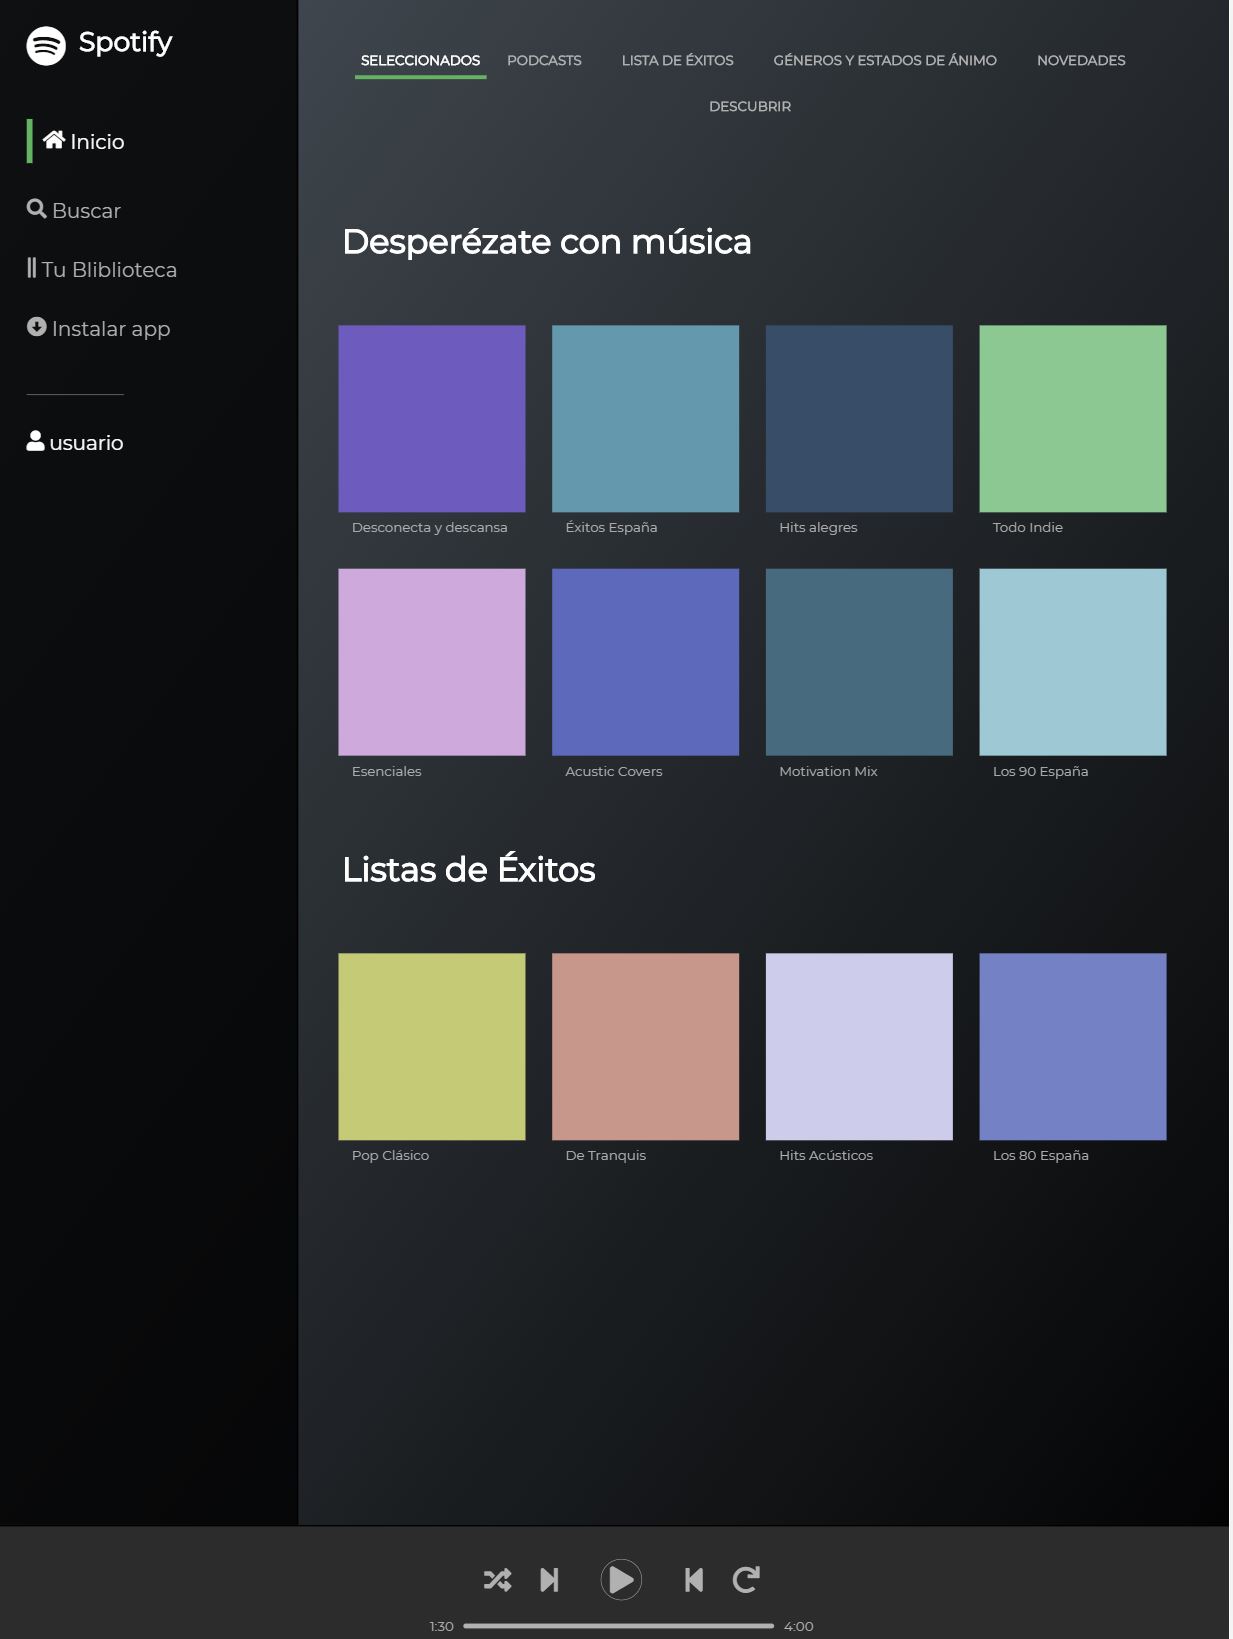 Spotify
Inicio
Buscar
Tu Bliblioteca
Instalar app
usuario
SELECCIONADOS PODCASTS LISTA DE ÉXITOS GÉNEROS Y ESTADOS DE ÁNIMO NOVEDADES
DESCUBRIR
Desperézate con música
Desconecta y descansa Éxitos España Hits alegres Todo Indie
Esenciales Acustic Covers Motivation Mix Los 90 España
Listas de Éxitos
Pop Clásico De Tranquis Hits Acústicos Los 80 España
1:30 4:00